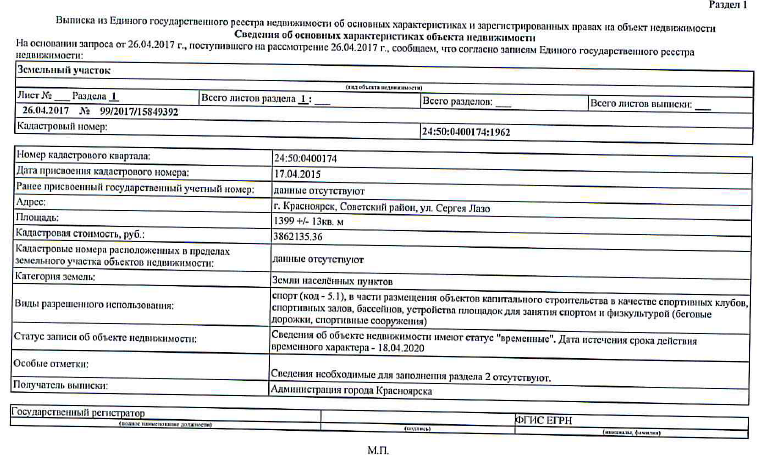 Раздел 1
Выписка из Единого государственного реестра недвижимости об основных характеристиках и зарегистрированных правах на объект недвижимости
Сведения об основных характеристиках объекта недвижимости
На основании запроса от 26.04.2017 г., поступившего на рассмотрение 26.04.2017 г., сообщаем, что согласно записям Единого государственного реестра
недвижимости:
Земельный участок
(вид объекта недвижимости)
Лист № ___ Раздела 1 Всего листов раздела 1 : ___ Всего разделов: ___ Всего листов выписки: ___
26.04.2017 № 99/2017/15849392
Кадастровый номер: 24:50:0400174:1962
Номер кадастрового квартала: 24:50:0400174
Дата присвоения кадастрового номера: 17.04.2015
Ранее присвоенный государственный учетный номер: данные отсутствуют
Адрес: г. Красноярск, Советский район, ул. Сергея Лазо
Площадь: 1399 +/- 13кв. м
Кадастровая стоимость, руб.: 3862135.36
Кадастровые номера расположенных в пределах
земельного участка объектов недвижимости: данные отсутствуют
Категория земель: Земли населённых пунктов
Виды разрешенного использования: спорт (код - 5.1), в части размещения объектов капитального строительства в качестве спортивных клубов,
спортивных залов, бассейнов, устройства площадок для занятия спортом и физкультурой (беговые
дорожки, спортивные сооружения)
Статус записи об объекте недвижимости: Сведения об объекте недвижимости имеют статус "временные". Дата истечения срока действия
временного характера - 18.04.2020
Особые отметки: Сведения необходимые для заполнения раздела 2 отсутствуют.
Получатель выписки: Администрация города Красноярска
Государственный регистратор ФГИС ЕГРН
(полное наименование должности) (подпись) (инициалы, фамилия)
М.П.